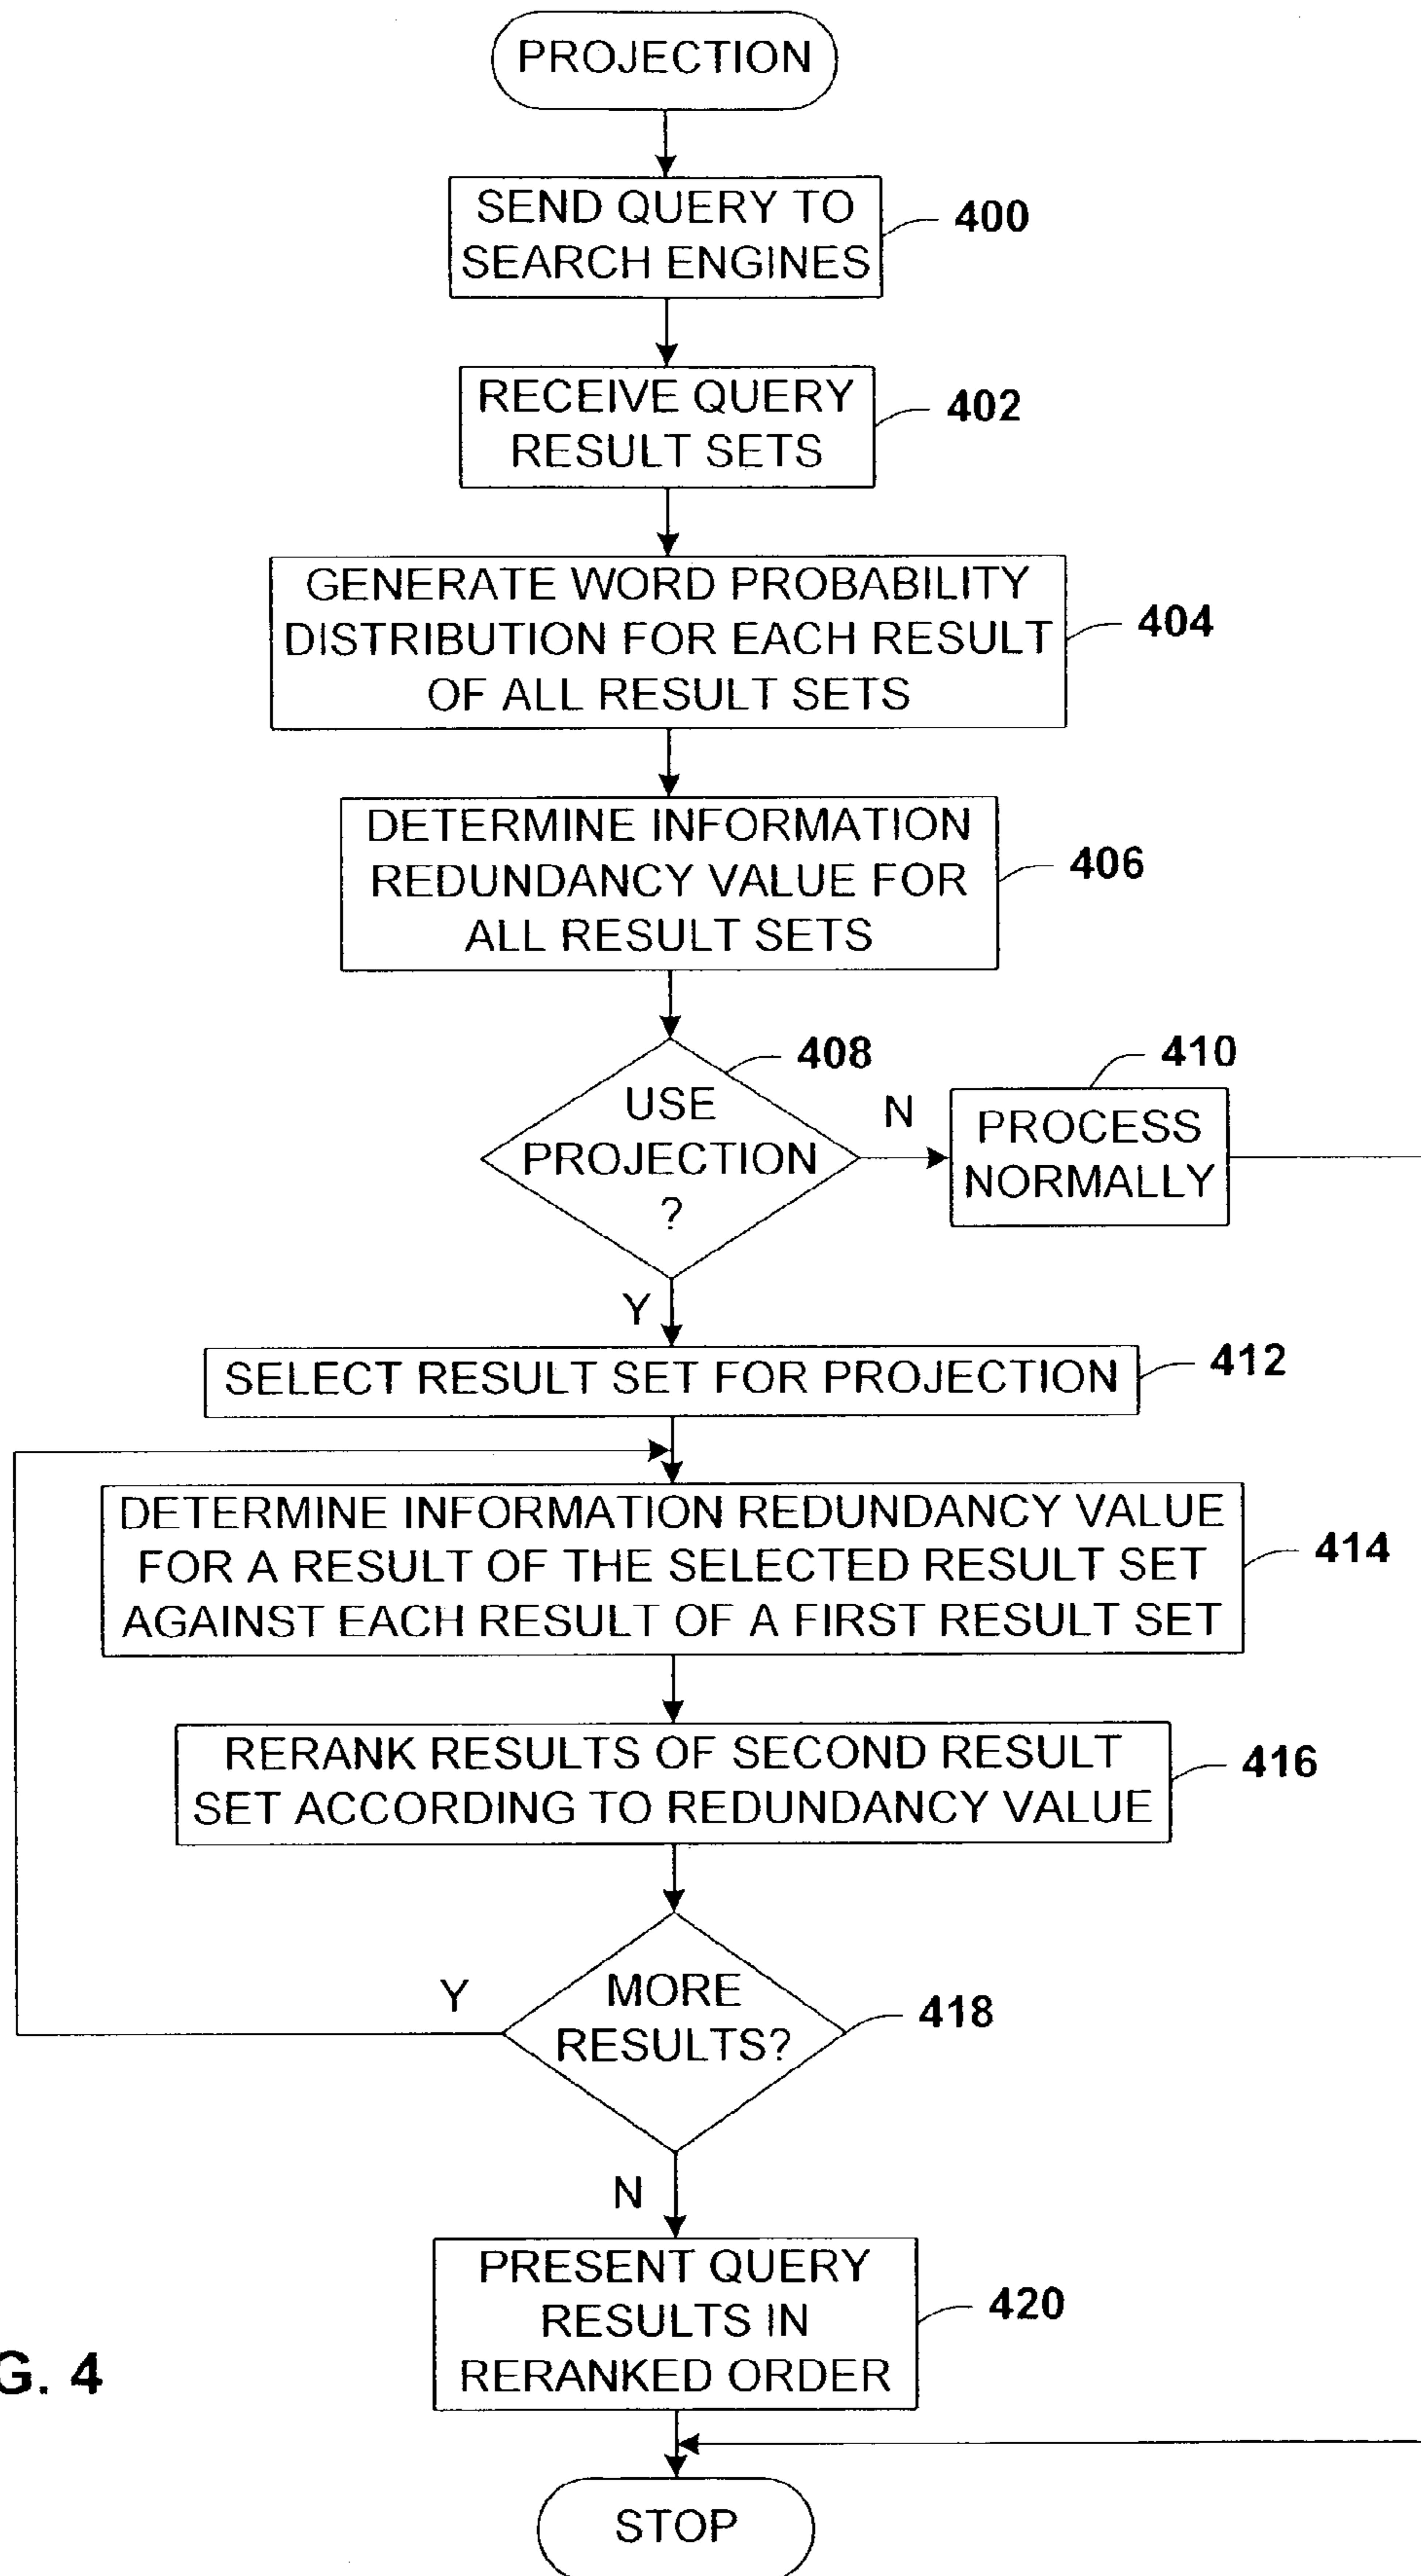 PROJECTION
SEND QUERY TO
SEARCH ENGINES
400
RECEIVE QUERY
RESULT SETS
402
GENERATE WORD PROBABILITY
DISTRIBUTION FOR EACH RESULT
OF ALL RESULT SETS
404
DETERMINE INFORMATION
REDUNDANCY VALUE FOR
ALL RESULT SETS
406
408
USE
PROJECTION
?
N
410
PROCESS
NORMALLY
Y
SELECT RESULT SET FOR PROJECTION
412
DETERMINE INFORMATION REDUNDANCY VALUE
FOR A RESULT OF THE SELECTED RESULT SET
AGAINST EACH RESULT OF A FIRST RESULT SET
414
RERANK RESULTS OF SECOND RESULT
SET ACCORDING TO REDUNDANCY VALUE
416
Y
MORE
RESULTS?
418
N
PRESENT QUERY
RESULTS IN
RERANKED ORDER
420
G. 4
STOP